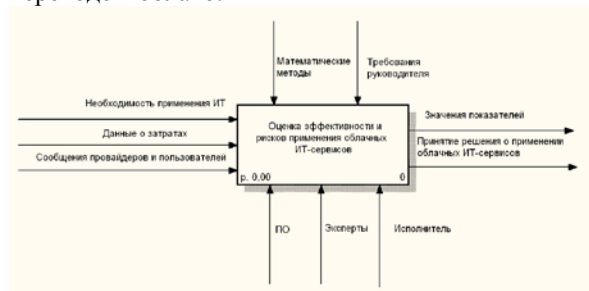 Математические
методы
Требования
руководителя
Необходимость применения ИТ
Данные о затратах
Сообщения провайдеров и пользователей
Оценка эффективности и
рисков применения облачных
ИТ-сервисов
р. 0,00
0
Значения показателей
Принятие решения о применении
облачных ИТ-сервисов
ПО
Эксперты
Исполнитель